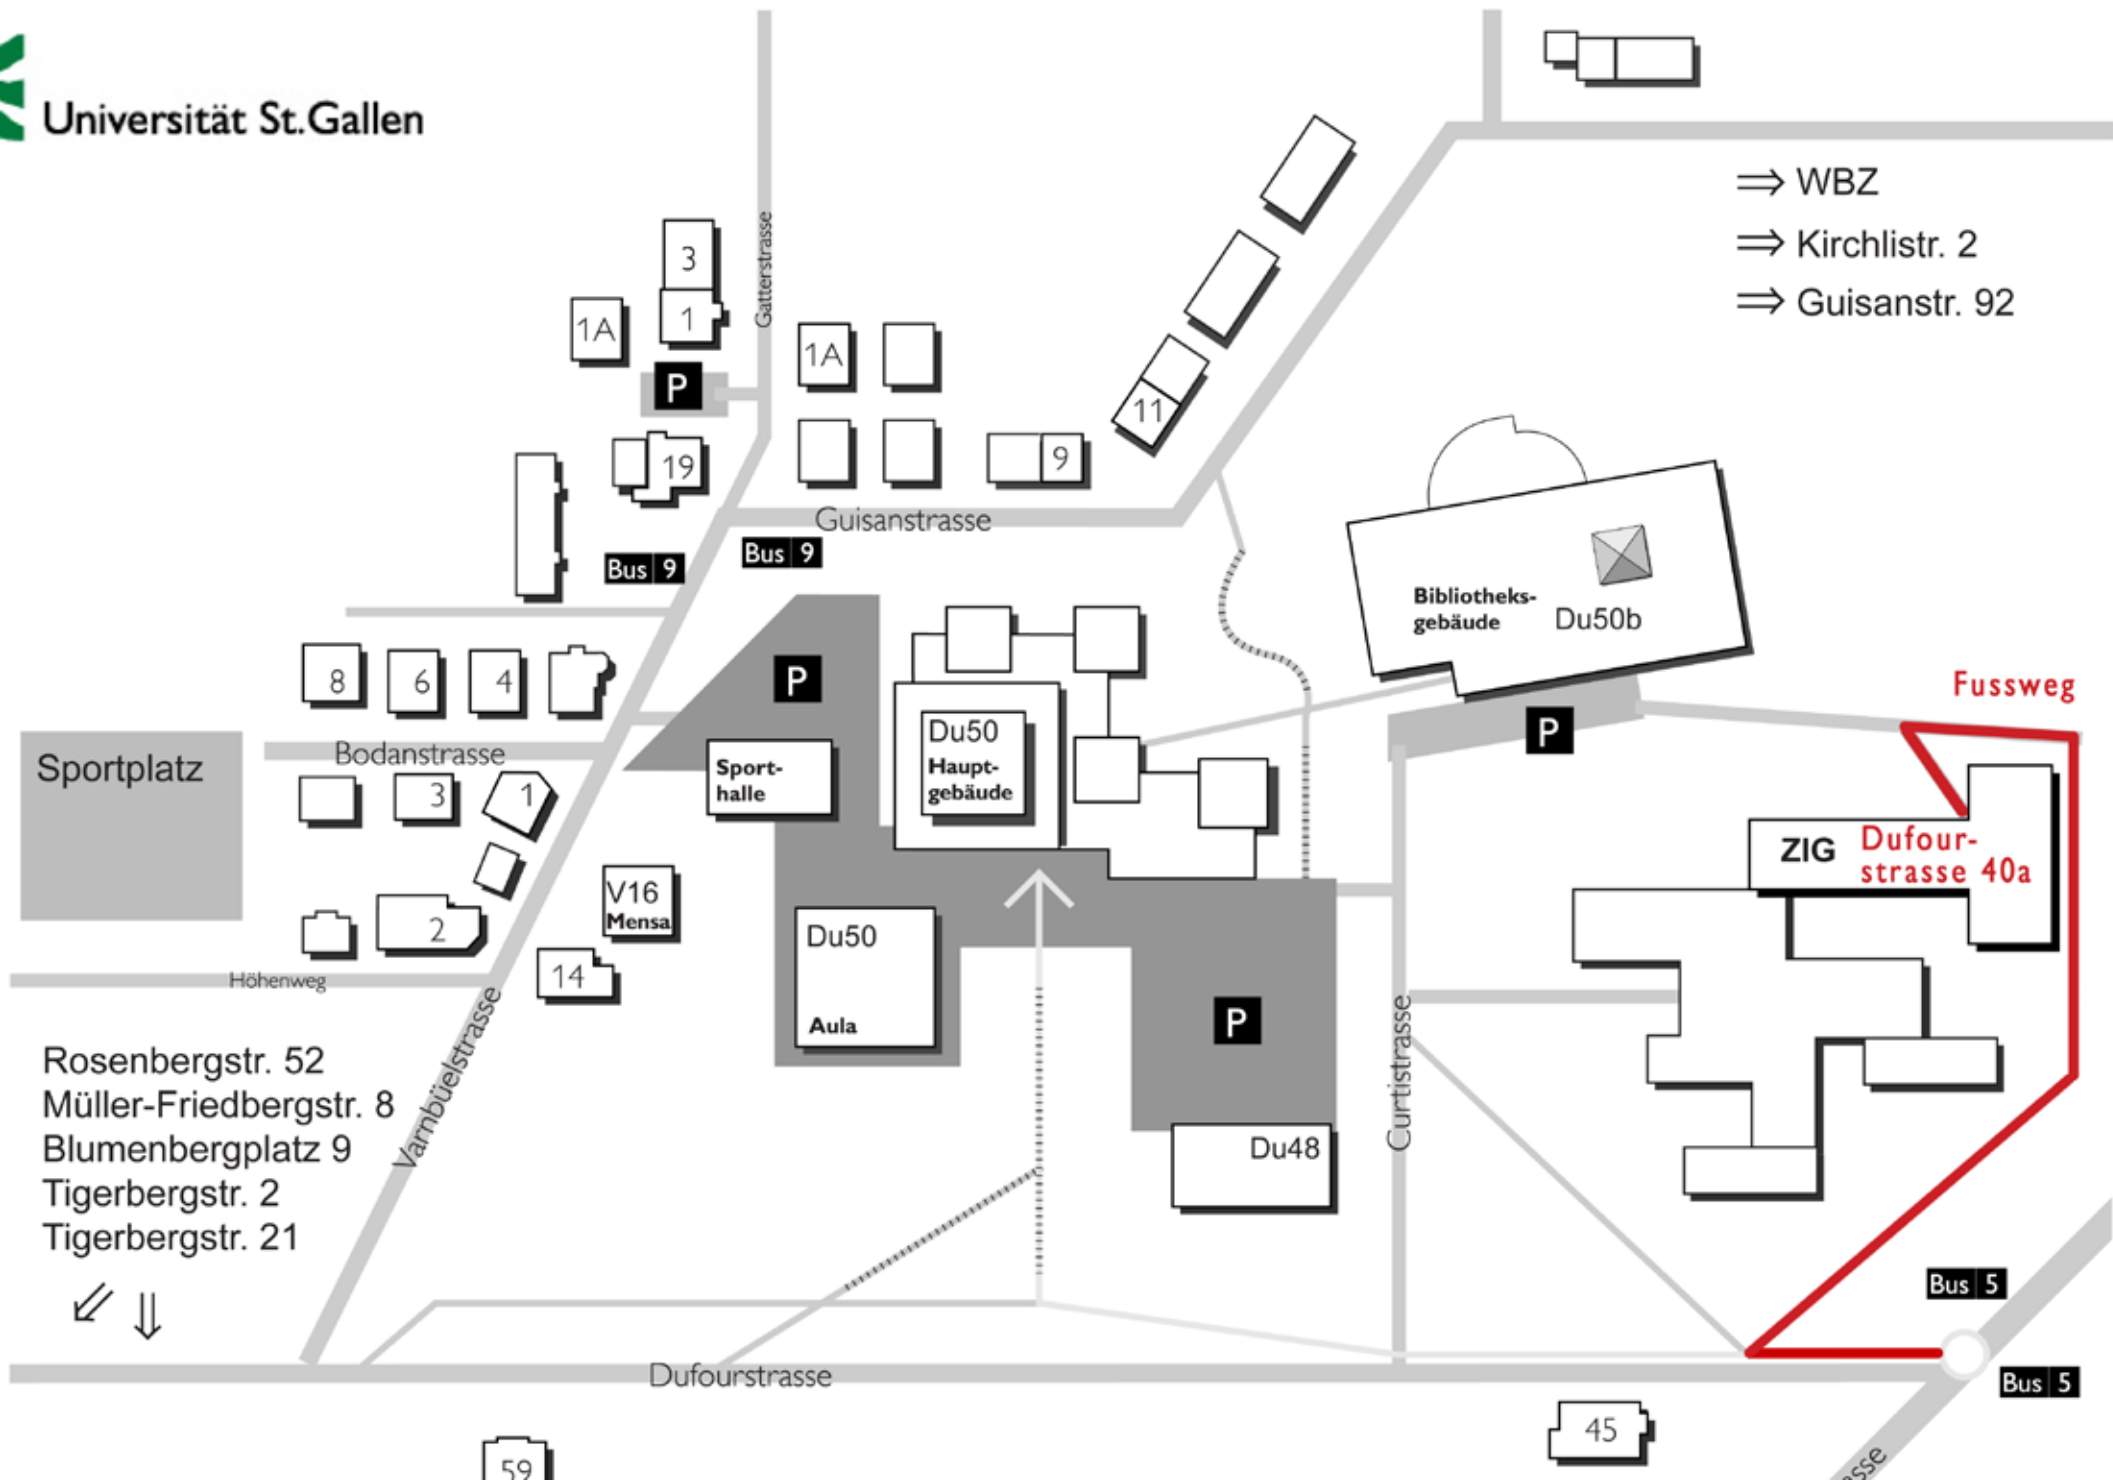 Universität St.Gallen
⇒ WBZ
⇒ Kirchlistr. 2
⇒ Guisanstr. 92
Gatterstrasse
3
1
1A
P
1A
11
19
9
Guisanstrasse
Bus 9
Bus 9
Bibliotheks-
gebäude
Du50b
8
6
4
P
Fussweg
Du50
Haupt-
gebäude
P
Bodanstrasse
Sportplatz
Sport-
halle
3
1
ZIG
Dufour-
strasse 40a
V16
Mensa
2
14
Du50
Aula
Höhenweg
P
Varnbüelstrasse
Curtistrasse
Rosenbergstr. 52
Müller-Friedbergstr. 8
Blumenbergplatz 9
Tigerbergstr. 2
Tigerbergstr. 21
Du48
Bus 5
Dufourstrasse
Bus 5
45
59